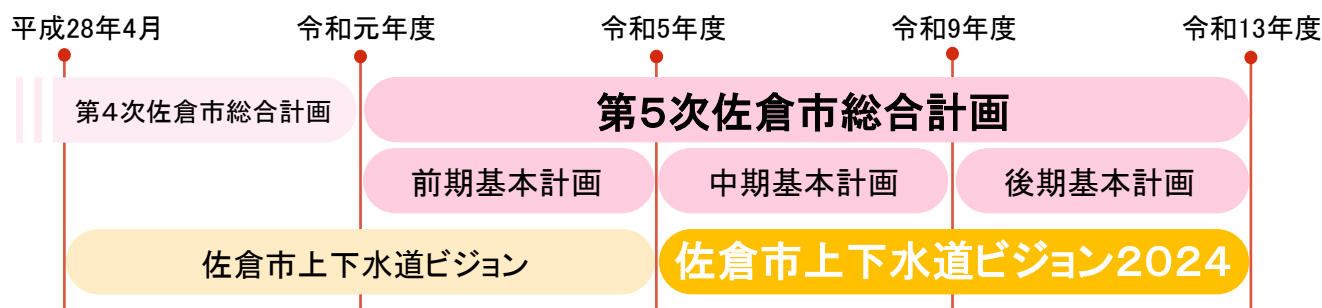 平成28年4月 令和元年度 令和5年度 令和9年度 令和13年度
第4次佐倉市総合計画 第5次佐倉市総合計画
前期基本計画 中期基本計画 後期基本計画
佐倉市上下水道ビジョン 佐倉市上下水道ビジョン2024